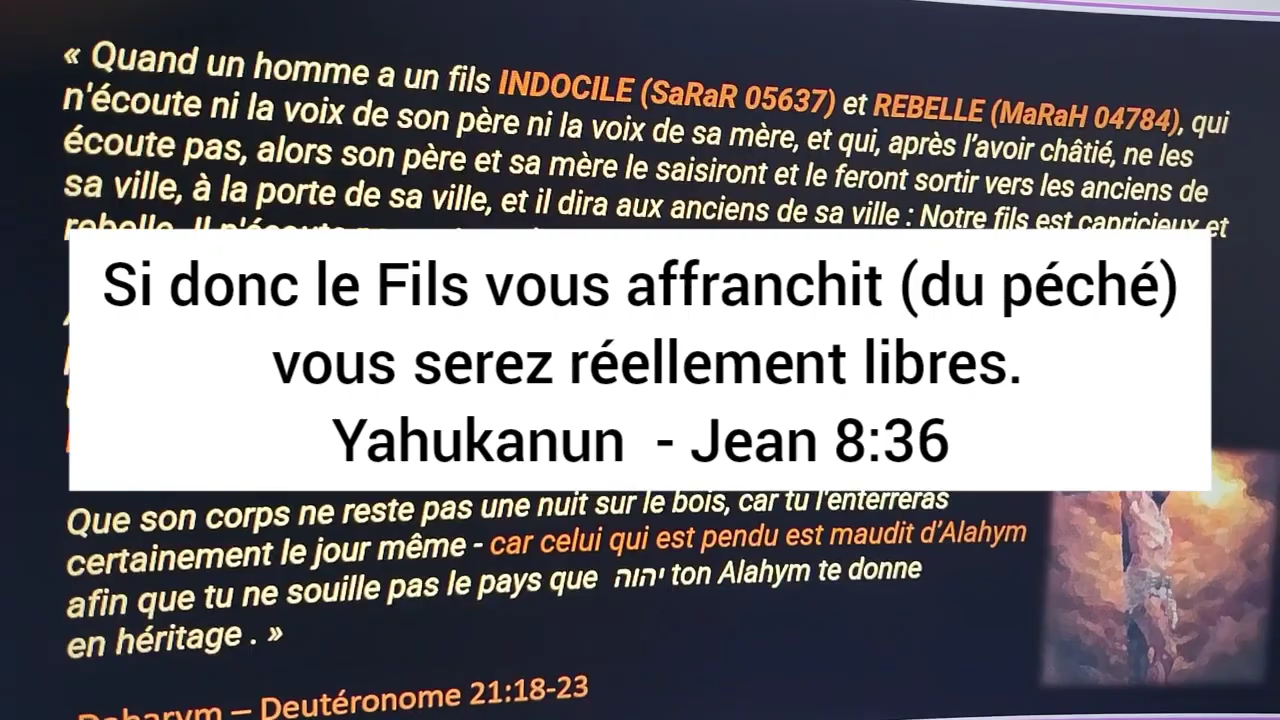 « Quand un homme a un fils INDOCILE (SaRaR 05637) et REBELLE (MaRaH 04784), qui
n'écoute ni la voix de son père ni la voix de sa mère, et qui, après l’avoir châtié, ne les
écoute pas, alors son père et sa mère le saisiront et le feront sortir vers les anciens de
sa ville, à la porte de sa ville, et il dira aux anciens de sa ville : Notre fils est capricieux et
rebelle. Il n'écoute
Si donc le Fils vous affranchit (du péché)
vous serez réellement libres.
Yahukanun - Jean 8:36
Que son corps ne reste pas une nuit sur le bois, car tu l'enterreras
certainement le jour même - car celui qui est pendu est maudit d’Alahym
afin que tu ne souille pas le pays que יהוה ton Alahym te donne
en héritage . »
Dabarym – Deutéronome 21:18-23